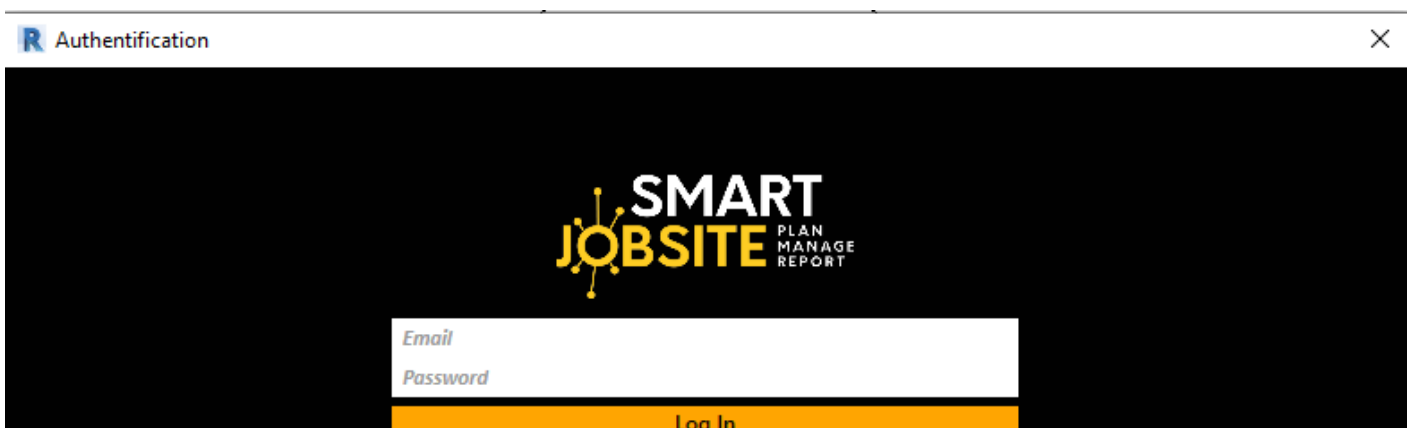 R Authentification
SMART
JOBSITE
PLAN
MANAGE
REPORT
Email
Password
Log In